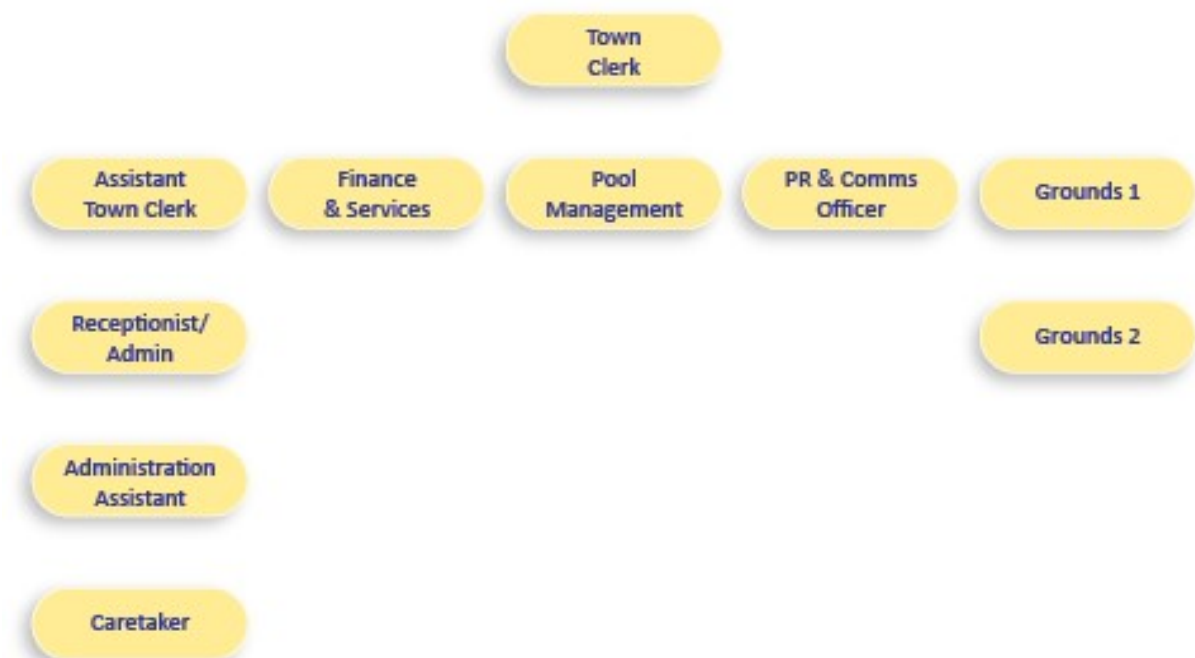 Town
Clerk
Assistant
Town Clerk
Finance
& Services
Pool
Management
PR & Comms
Officer
Grounds 1
Receptionist/
Admin
Grounds 2
Administration
Assistant
Caretaker